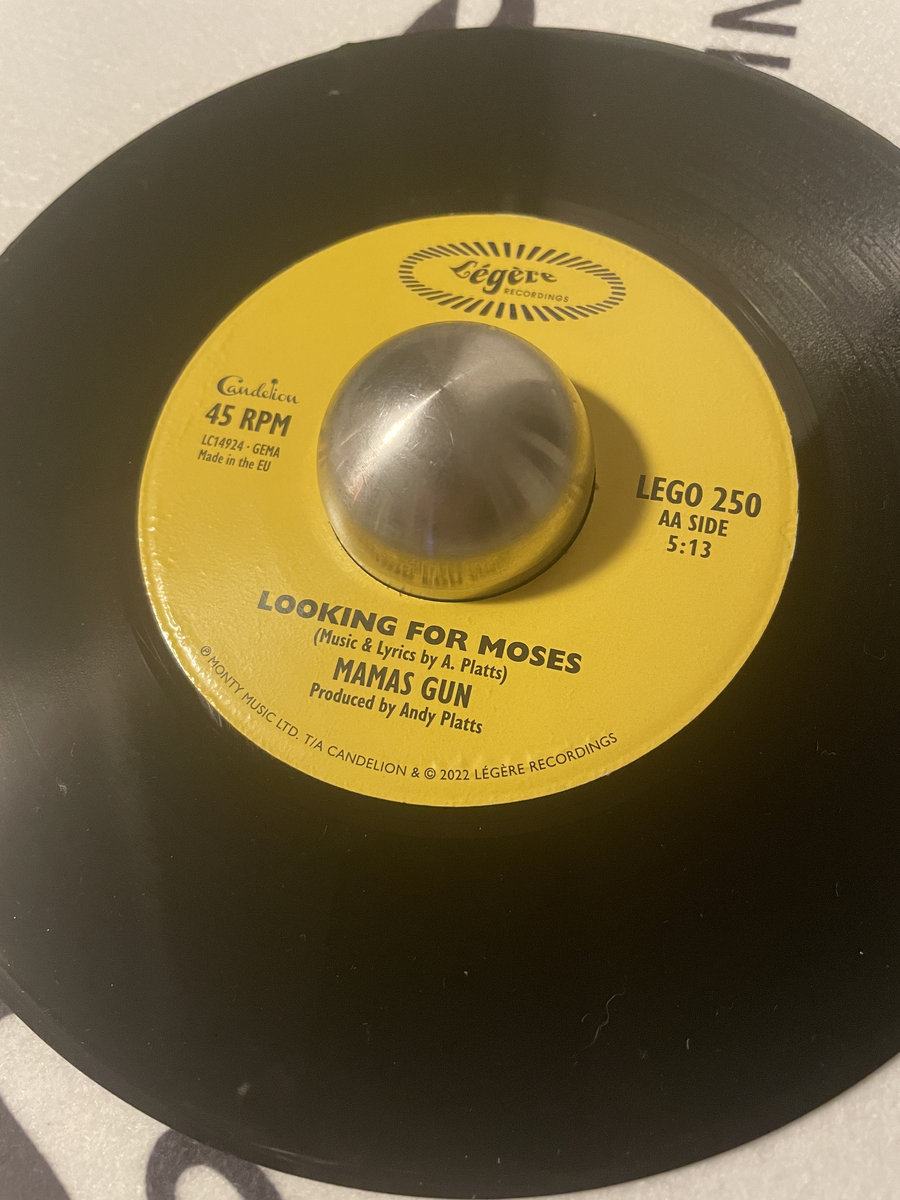 Légère
RECORDINGS
Candelion
45 RPM
LC14924 · GEMA
Made in the EU
LEGO 250
AA SIDE
5:13
LOOKING FOR MOSES
(Music & Lyrics by A. Platts)
MAMAS GUN
Produced by Andy Platts
℗ MONTY MUSIC LTD. T/A CANDELION & © 2022 LÉGÈRE RECORDINGS